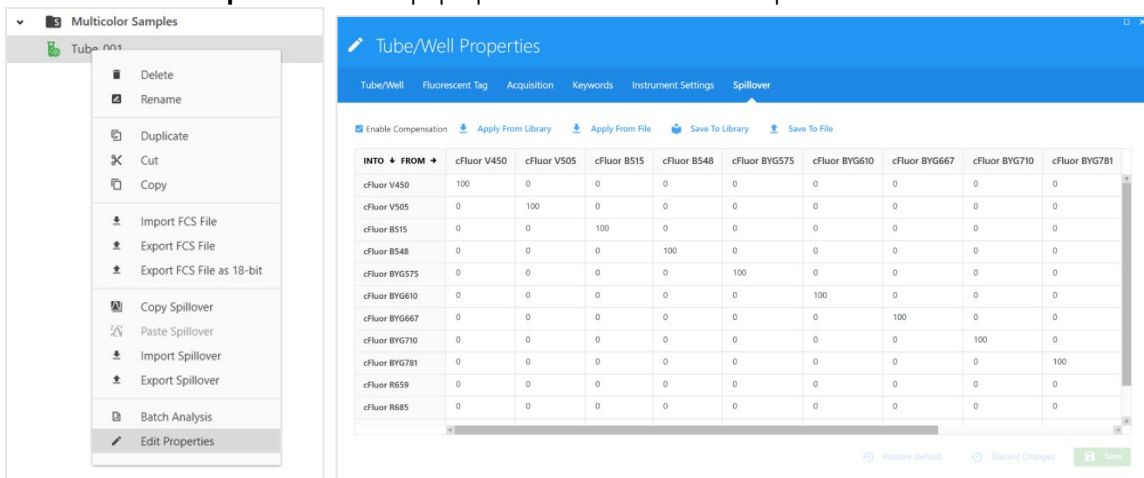 Multicolor Samples
Tube_001
Delete
Rename
Duplicate
Cut
Copy
Import FCS File
Export FCS File
Export FCS File as 18-bit
Copy Spillover
Paste Spillover
Import Spillover
Export Spillover
Batch Analysis
Edit Properties
Tube/Well Properties
Tube/Well Fluorescent Tag Acquisition Keywords Instrument Settings Spillover
Enable Compensation Apply From Library Apply From File Save To Library Save To File
INTO ↓ FROM → cFluor V450 cFluor V505 cFluor B515 cFluor B548 cFluor BYG575 cFluor BYG610 cFluor BYG667 cFluor BYG710 cFluor BYG781
cFluor V450 100 0 0 0 0 0 0 0 0
cFluor V505 0 100 0 0 0 0 0 0 0
cFluor B515 0 0 100 0 0 0 0 0 0
cFluor B548 0 0 0 100 0 0 0 0 0
cFluor BYG575 0 0 0 0 100 0 0 0 0
cFluor BYG610 0 0 0 0 0 100 0 0 0
cFluor BYG667 0 0 0 0 0 0 100 0 0
cFluor BYG710 0 0 0 0 0 0 0 100 0
cFluor BYG781 0 0 0 0 0 0 0 0 100
cFluor R659 0 0 0 0 0 0 0 0 0
cFluor R685 0 0 0 0 0 0 0 0 0
Restore Default Discard Changes Save